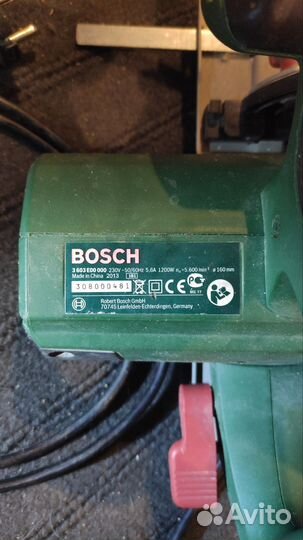 BOSCH
3 603 E00 000 230V ~50/60Hz 5,6A 1200W n₀ =5.600 min⁻¹ ø 160 mm
Made in China 2013
308000481
Robert Bosch GmbH
70745 Leinfelden-Echterdingen, Germany
Avito